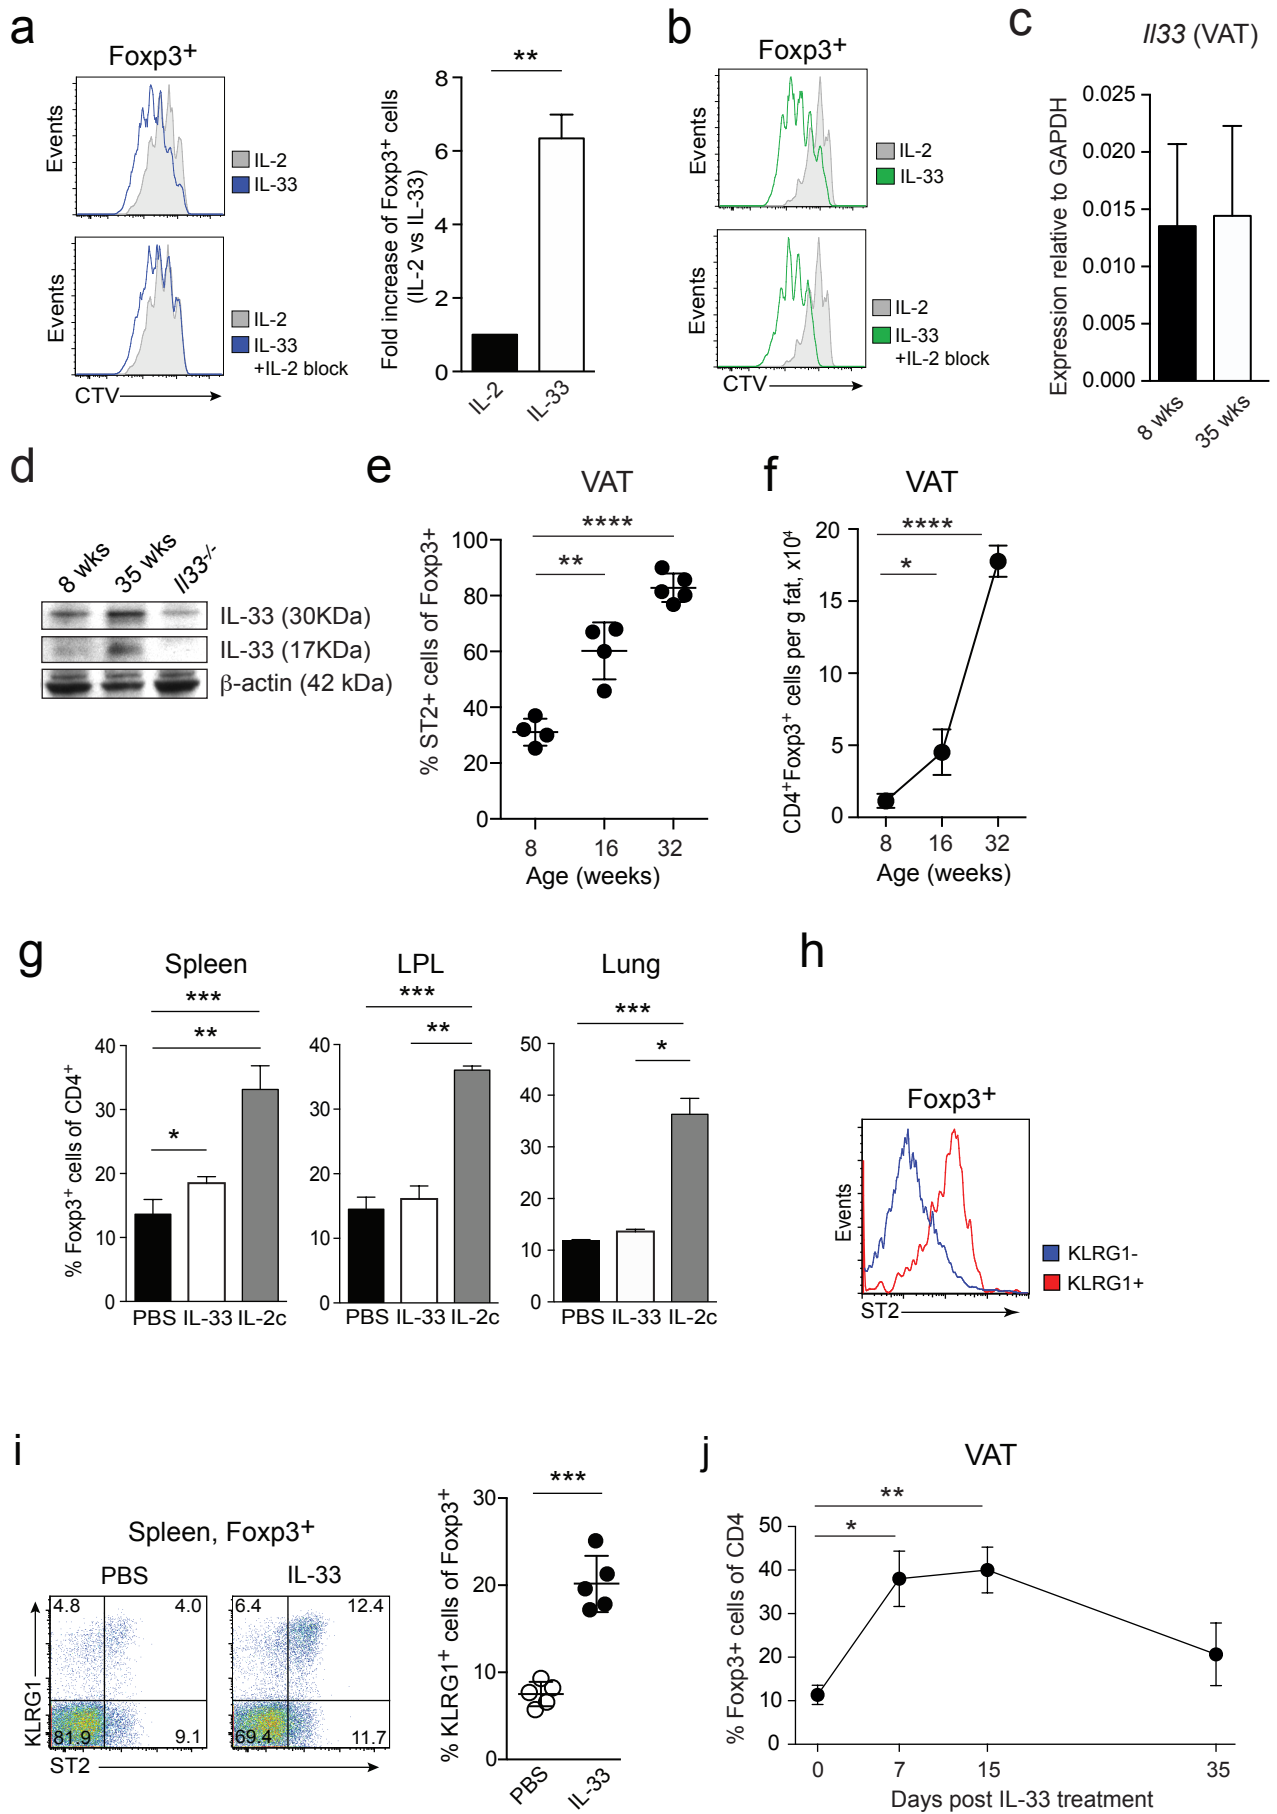 a
Foxp3+
Events
IL-2
IL-33
Events
IL-2
IL-33
+IL-2 block
CTV
**
Fold increase of Foxp3+ cells
(IL-2 vs IL-33)
8
6
4
2
0
IL-2
IL-33
b
Foxp3+
Events
IL-2
IL-33
Events
IL-2
IL-33
+IL-2 block
CTV
c
Il33 (VAT)
Expression relative to GAPDH
0.025
0.020
0.015
0.010
0.005
0.000
8 wks
35 wks
d
8 wks
35 wks
Il33-/-
IL-33 (30KDa)
IL-33 (17KDa)
β-actin (42 kDa)
e
VAT
****
**
% ST2+ cells of Foxp3+
100
80
60
40
20
0
8
16
32
Age (weeks)
f
VAT
****
*
CD4+Foxp3+ cells per g fat, x10⁴
20
15
10
5
0
8
16
32
Age (weeks)
g
Spleen
***
**
*
% Foxp3+ cells of CD4+
40
30
20
10
0
PBS IL-33 IL-2c
LPL
***
**
40
30
20
10
0
PBS IL-33 IL-2c
Lung
***
*
50
40
30
20
10
0
PBS IL-33 IL-2c
h
Foxp3+
Events
ST2
KLRG1-
KLRG1+
i
Spleen, Foxp3+
PBS
IL-33
4.8
4.0
81.9
9.1
6.4
12.4
69.4
11.7
KLRG1
ST2
***
% KLRG1+ cells of Foxp3+
30
20
10
0
PBS
IL-33
j
VAT
**
*
% Foxp3+ cells of CD4
50
40
30
20
10
0
7
15
35
Days post IL-33 treatment